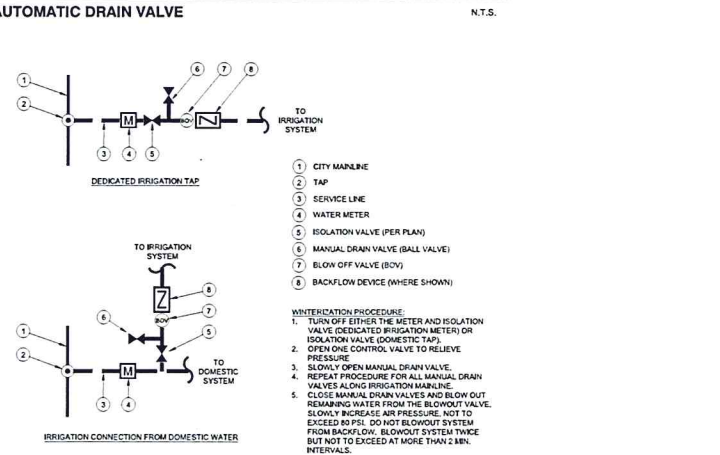 AUTOMATIC DRAIN VALVE
N.T.S.
6 7 8
1
2
M
BOV
TO
IRRIGATION
SYSTEM
3 4 5
DEDICATED IRRIGATION TAP
1 CITY MAINLINE
2 TAP
3 SERVICE LINE
4 WATER METER
5 ISOLATION VALVE (PER PLAN)
6 MANUAL DRAIN VALVE (BALL VALVE)
7 BLOW OFF VALVE (BOV)
8 BACKFLOW DEVICE (WHERE SHOWN)
TO IRRIGATION
SYSTEM
8
7
BOV
6
5
1
2
M
TO
DOMESTIC
SYSTEM
3 4
IRRIGATION CONNECTION FROM DOMESTIC WATER
WINTERIZATION PROCEDURE:
1. TURN OFF EITHER THE METER AND ISOLATION
VALVE (DEDICATED IRRIGATION METER) OR
ISOLATION VALVE (DOMESTIC TAP).
2. OPEN ONE CONTROL VALVE TO RELIEVE
PRESSURE
3. SLOWLY OPEN MANUAL DRAIN VALVE.
4. REPEAT PROCEDURE FOR ALL MANUAL DRAIN
VALVES ALONG IRRIGATION MAINLINE.
5. CLOSE MANUAL DRAIN VALVES AND BLOW OUT
REMAINING WATER FROM THE BLOWOUT VALVE.
SLOWLY INCREASE AIR PRESSURE, NOT TO
EXCEED 80 PSI. DO NOT BLOWOUT SYSTEM
FROM BACKFLOW. BLOWOUT SYSTEM TWICE
BUT NOT TO EXCEED AT MORE THAN 2 MIN.
INTERVALS.